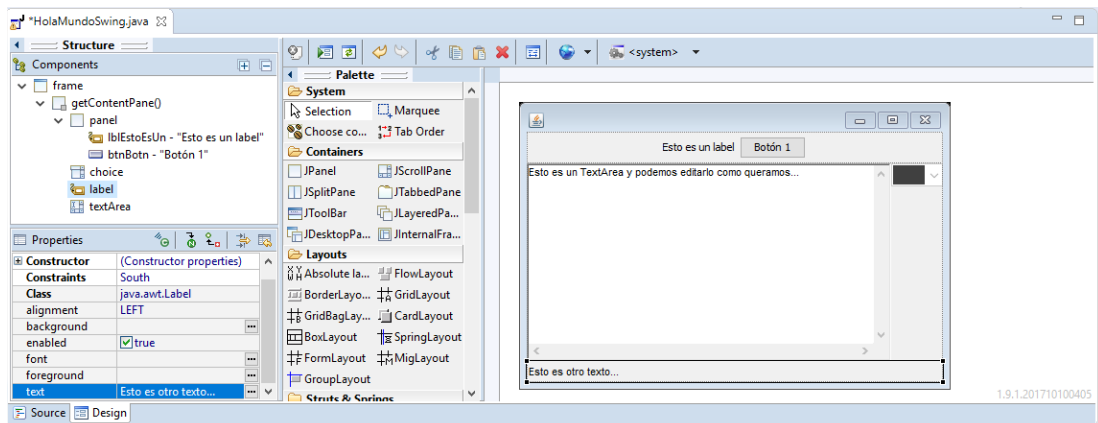 *HolaMundoSwing.java
Structure
Components
frame
getContentPane()
panel
lblEstoEsUn - "Esto es un label"
btnBotn - "Botón 1"
choice
label
textArea
Properties
Constructor (Constructor properties)
Constraints South
Class java.awt.Label
alignment LEFT
background ...
enabled true
font ...
foreground ...
text Esto es otro texto... ...
Source Design
<system>
Palette
System
Selection Marquee
Choose co... Tab Order
Containers
JPanel JScrollPane
JSplitPane JTabbedPane
JToolBar JLayeredPa...
JDesktopPa... JInternalFra...
Layouts
Absolute la... FlowLayout
BorderLayo... GridLayout
GridBagLay... CardLayout
BoxLayout SpringLayout
FormLayout MigLayout
GroupLayout
Struts & Springs
Esto es un label Botón 1
Esto es un TextArea y podemos editarlo como queramos...
Esto es otro texto...
1.9.1.201710100405